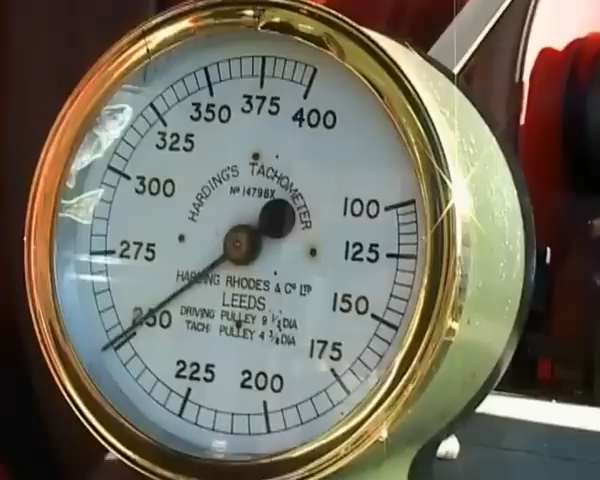 400
375
350
325
300
275
250
225
200
175
150
125
100
HARDING'S TACHOMETER
Nº 14798X
HARDING RHODES & Cº LTD
LEEDS.
DRIVING PULLEY 9 ¼ DIA
TACH: PULLEY 4 ⅜ DIA